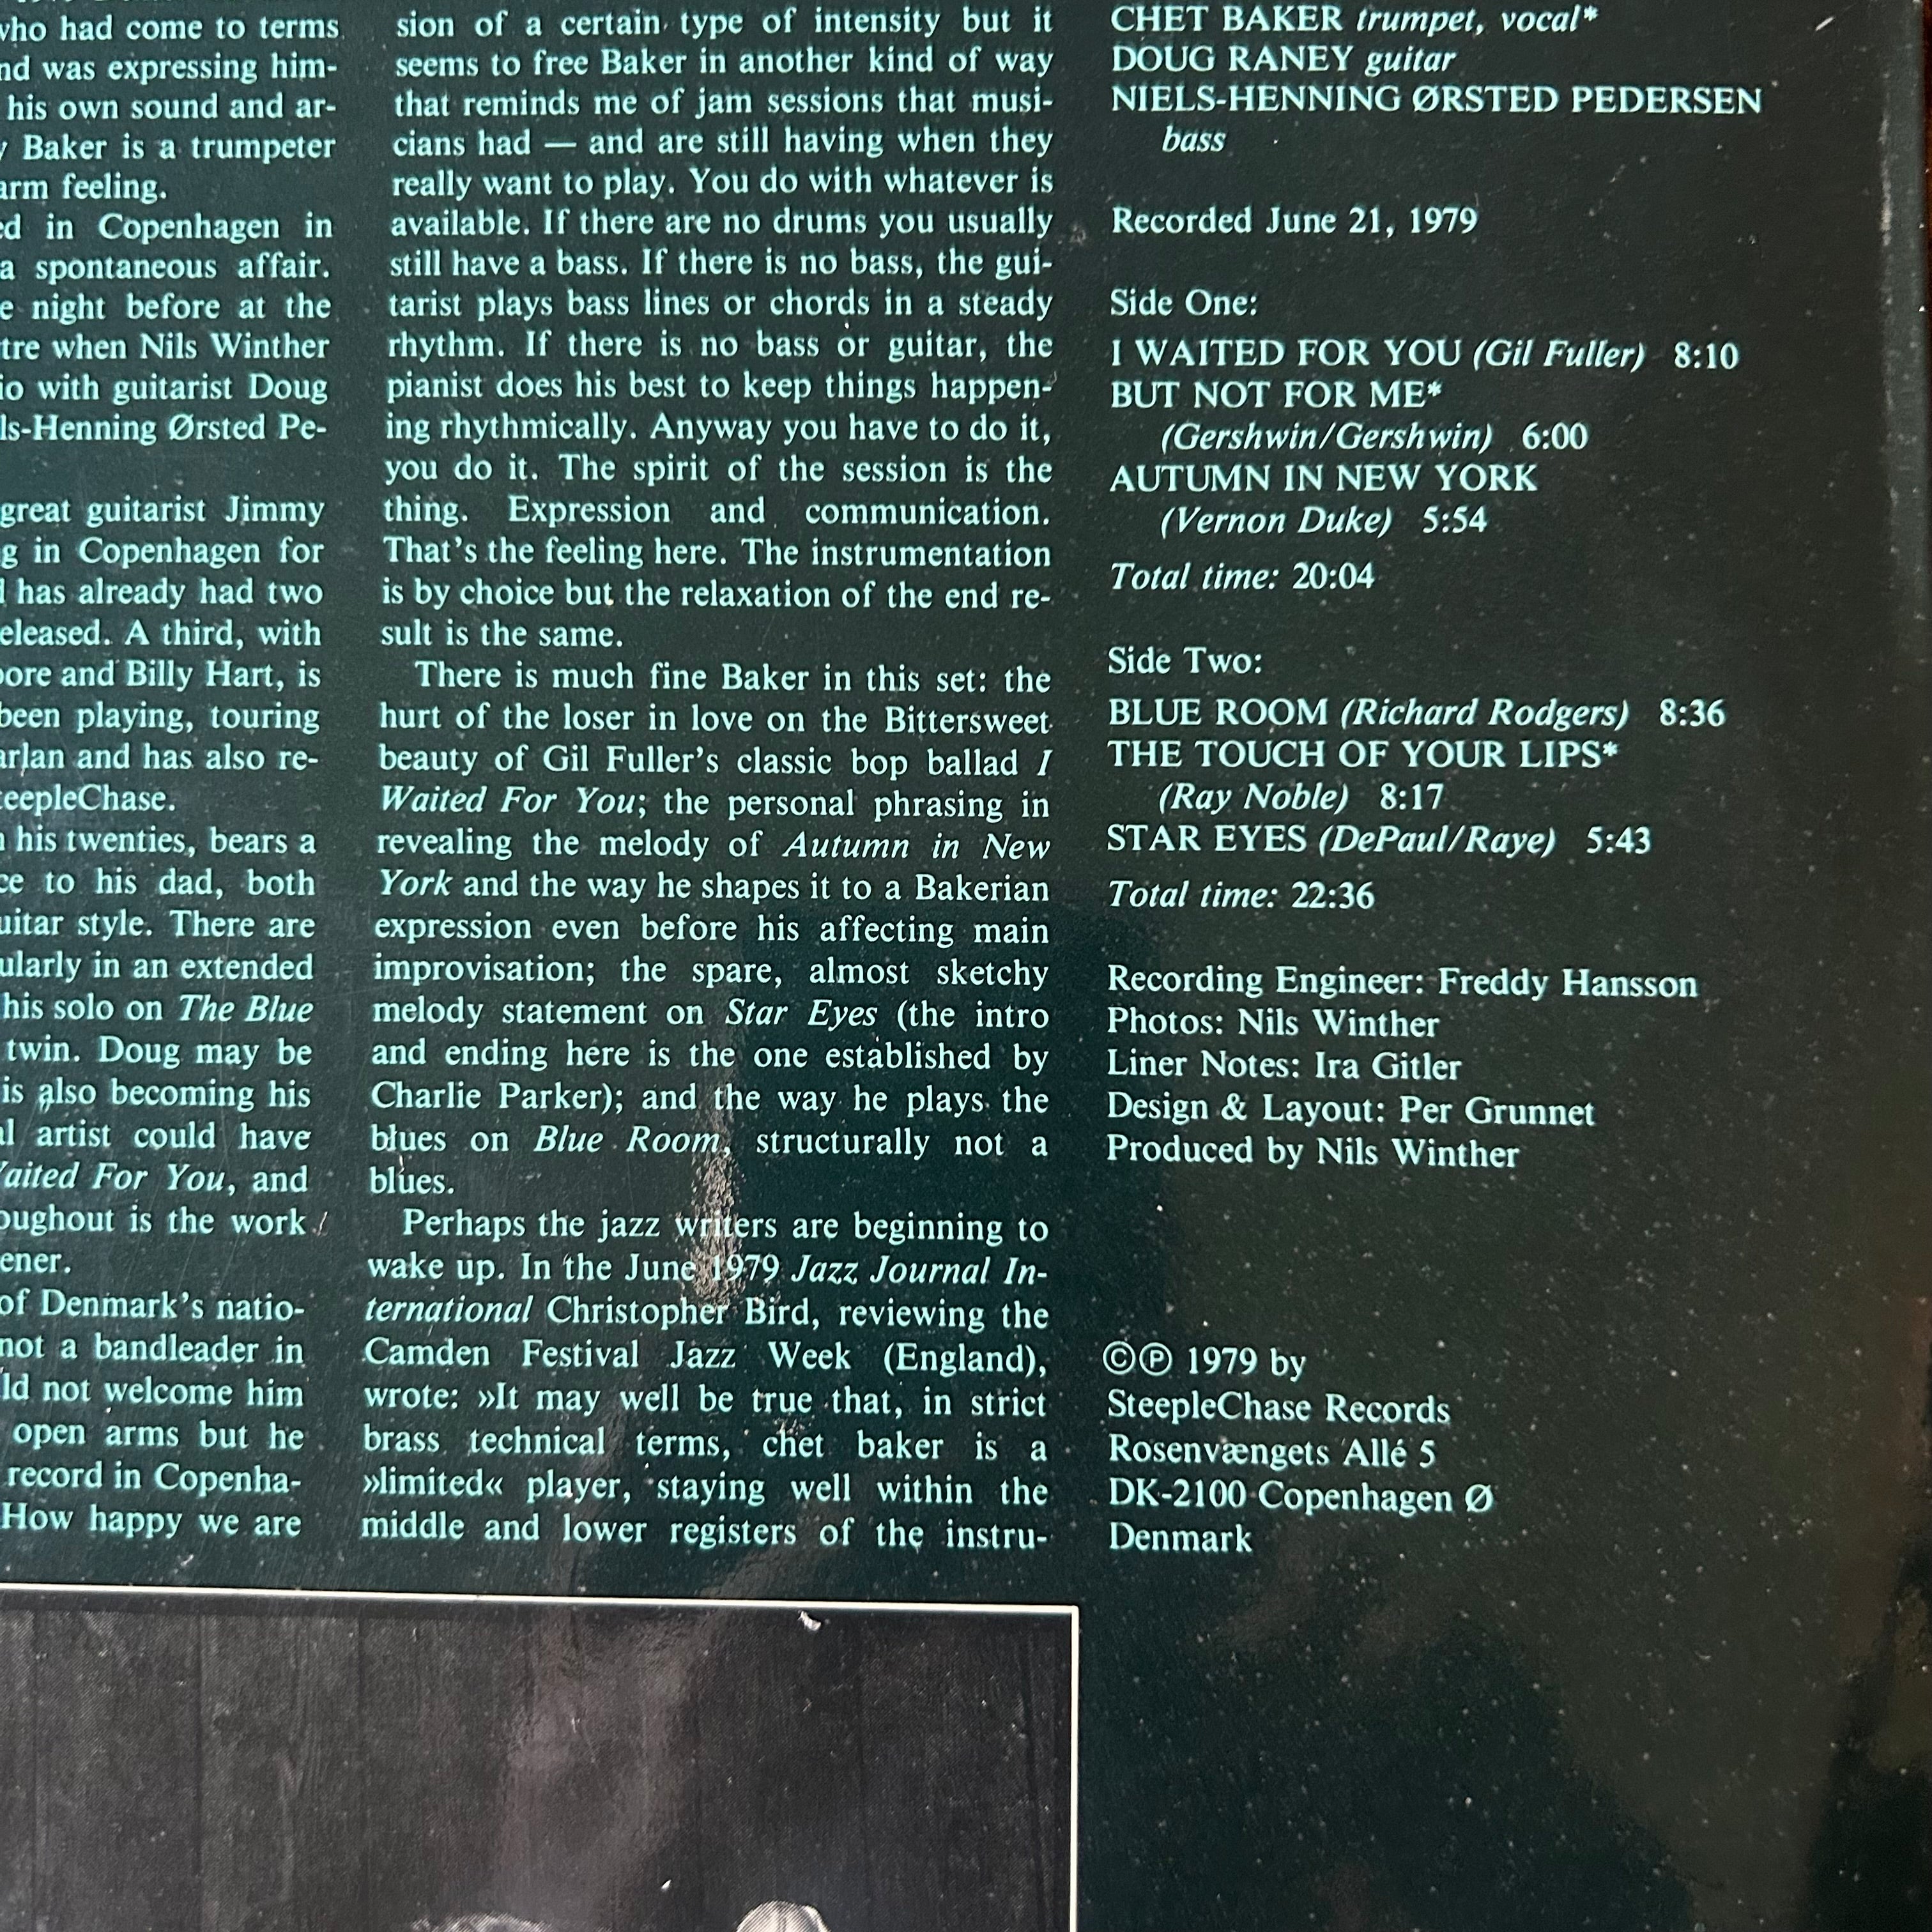 who had come to terms
and was expressing him-
his own sound and ar-
Baker is a trumpeter
warm feeling.
in Copenhagen in
a spontaneous affair.
night before at the
when Nils Winther
with guitarist Doug
Niels-Henning Ørsted Pe-
great guitarist Jimmy
in Copenhagen for
has already had two
released. A third, with
and Billy Hart, is
been playing, touring
and has also re-
SteepleChase.
his twenties, bears a
to his dad, both
guitar style. There are
in an extended
his solo on The Blue
twin. Doug may be
is also becoming his
artist could have
Waited For You, and
throughout is the work
of Denmark's natio-
not a bandleader in
not welcome him
open arms but he
record in Copenha-
How happy we are
sion of a certain type of intensity but it
seems to free Baker in another kind of way
that reminds me of jam sessions that musi-
cians had — and are still having when they
really want to play. You do with whatever is
available. If there are no drums you usually
still have a bass. If there is no bass, the gui-
tarist plays bass lines or chords in a steady
rhythm. If there is no bass or guitar, the
pianist does his best to keep things happen-
ing rhythmically. Anyway you have to do it,
you do it. The spirit of the session is the
thing. Expression and communication.
That's the feeling here. The instrumentation
is by choice but the relaxation of the end re-
sult is the same.
There is much fine Baker in this set: the
hurt of the loser in love on the Bittersweet
beauty of Gil Fuller's classic bop ballad I
Waited For You; the personal phrasing in
revealing the melody of Autumn in New
York and the way he shapes it to a Bakerian
expression even before his affecting main
improvisation; the spare, almost sketchy
melody statement on Star Eyes (the intro
and ending here is the one established by
Charlie Parker); and the way he plays the
blues on Blue Room, structurally not a
blues.
Perhaps the jazz writers are beginning to
wake up. In the June 1979 Jazz Journal In-
ternational Christopher Bird, reviewing the
Camden Festival Jazz Week (England),
wrote: »It may well be true that, in strict
brass technical terms, chet baker is a
»limited« player, staying well within the
middle and lower registers of the instru-
CHET BAKER trumpet, vocal*
DOUG RANEY guitar
NIELS-HENNING ØRSTED PEDERSEN
bass
Recorded June 21, 1979
Side One:
I WAITED FOR YOU (Gil Fuller) 8:10
BUT NOT FOR ME*
(Gershwin/Gershwin) 6:00
AUTUMN IN NEW YORK
(Vernon Duke) 5:54
Total time: 20:04
Side Two:
BLUE ROOM (Richard Rodgers) 8:36
THE TOUCH OF YOUR LIPS*
(Ray Noble) 8:17
STAR EYES (DePaul/Raye) 5:43
Total time: 22:36
Recording Engineer: Freddy Hansson
Photos: Nils Winther
Liner Notes: Ira Gitler
Design & Layout: Per Grunnet
Produced by Nils Winther
©℗ 1979 by
SteepleChase Records
Rosenvængets Allé 5
DK-2100 Copenhagen Ø
Denmark